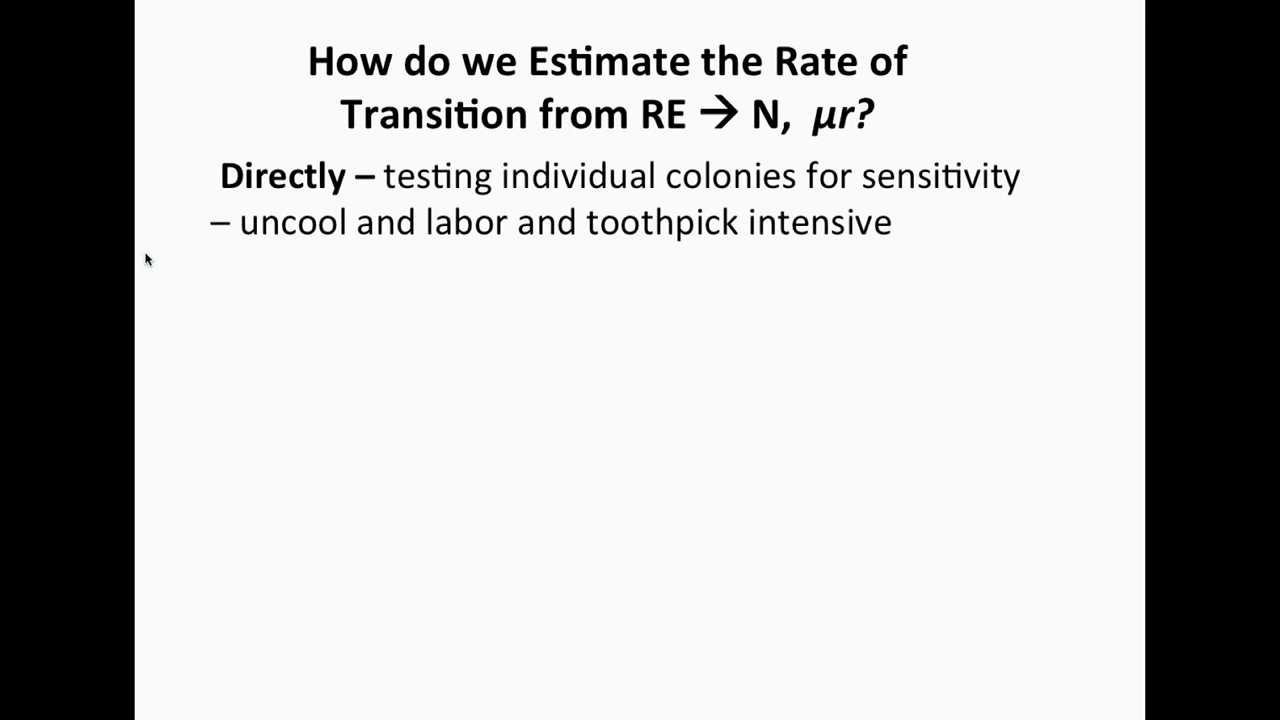 How do we Estimate the Rate of
Transition from RE → N, μr?
Directly – testing individual colonies for sensitivity
– uncool and labor and toothpick intensive